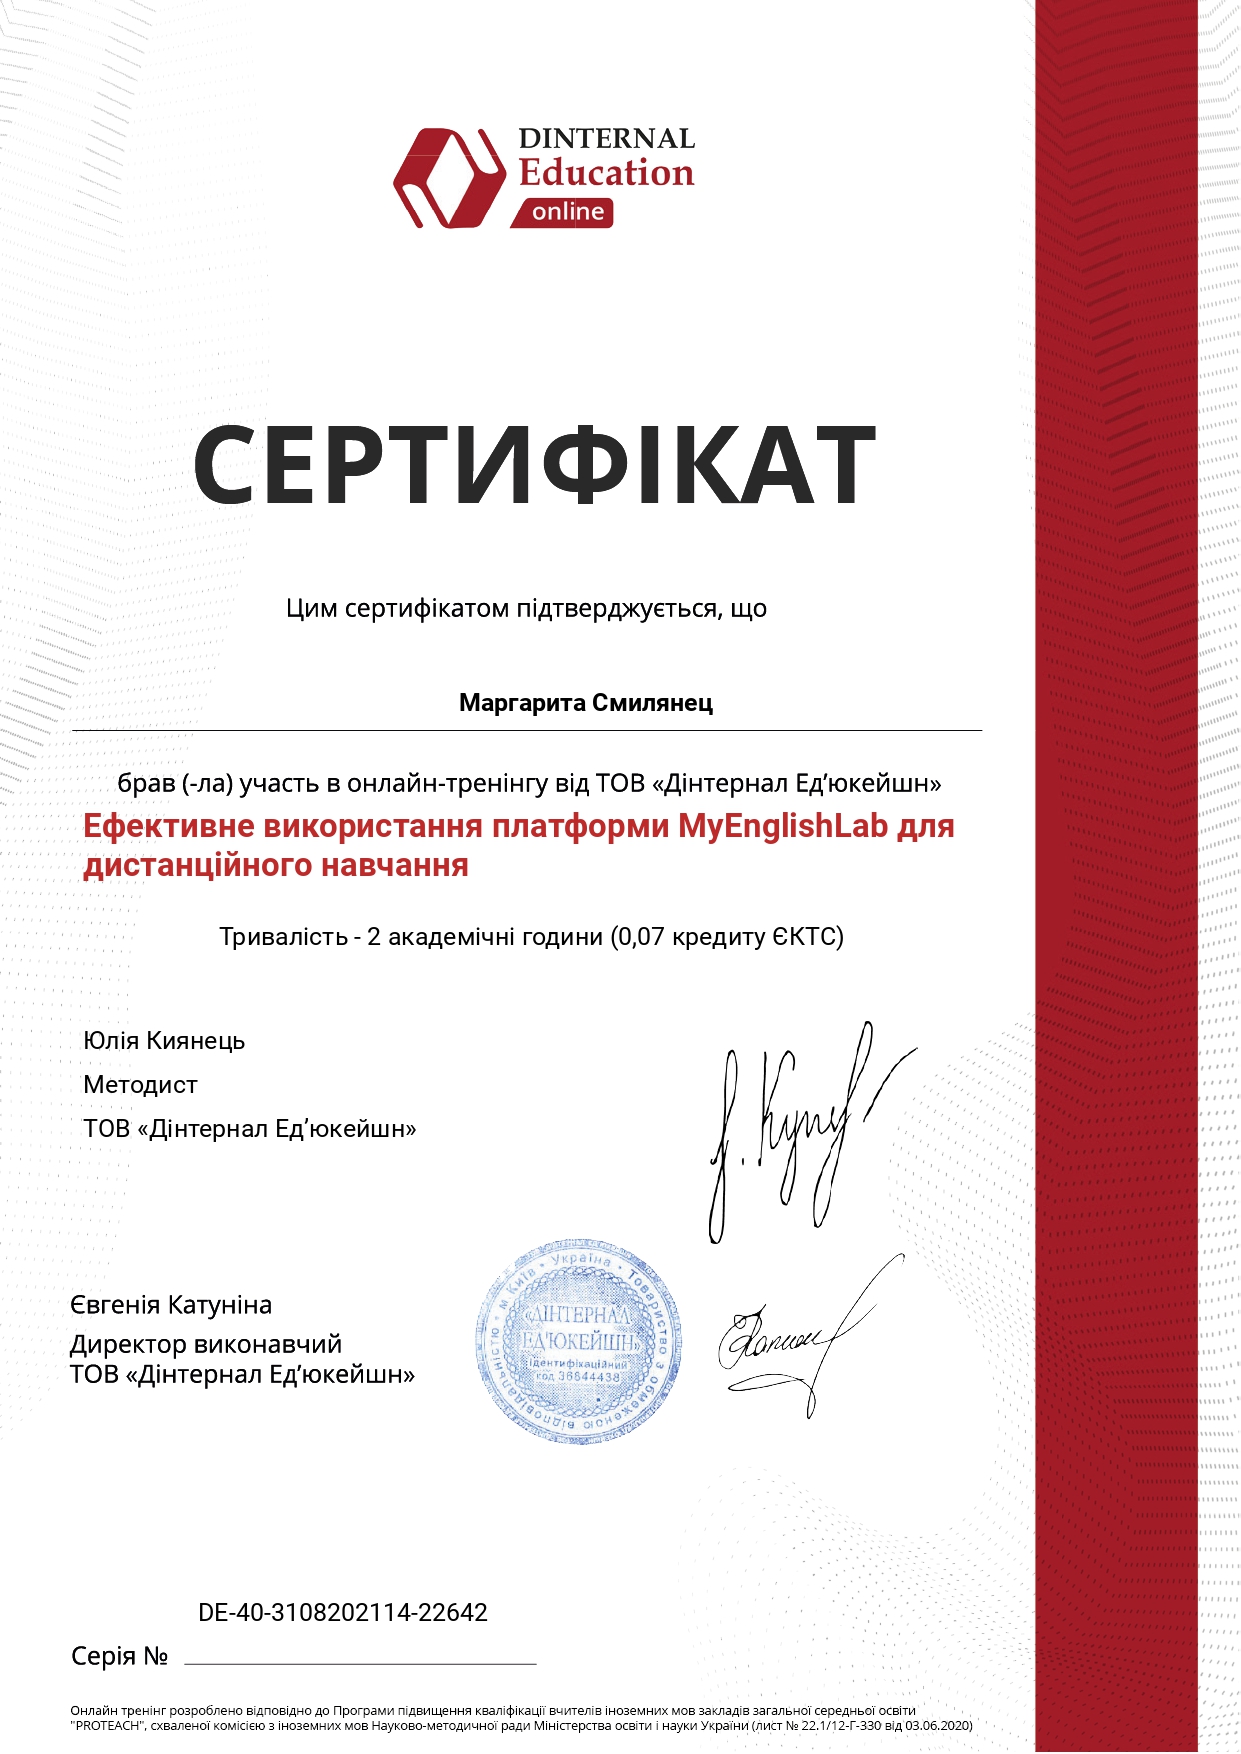 DINTERNAL
Education
online
СЕРТИФІКАТ
Цим сертифікатом підтверджується, що
Маргарита Смилянец
брав (-ла) участь в онлайн-тренінгу від ТОВ «Дінтернал Ед’юкейшн»
Ефективне використання платформи MyEnglishLab для
дистанційного навчання
Тривалість - 2 академічні години (0,07 кредиту ЄКТС)
Юлія Киянець
Методист
ТОВ «Дінтернал Ед’юкейшн»
Євгенія Катуніна
Директор виконавчий
ТОВ «Дінтернал Ед’юкейшн»
м.Київ • Україна • Товариство з обмеженою відповідальністю
«ДІНТЕРНАЛ
ЕД'ЮКЕЙШН»
ідентифікаційний
код 36844438
DE-40-3108202114-22642
Серія №
Онлайн тренінг розроблено відповідно до Програми підвищення кваліфікації вчителів іноземних мов закладів загальної середньої освіти
"PROTEACH", схваленої комісією з іноземних мов Науково-методичної ради Міністерства освіти і науки України (лист № 22.1/12-Г-330 від 03.06.2020)